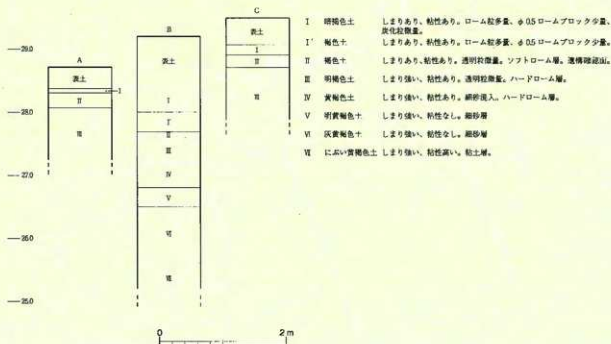 A
B
C
29.0
28.0
27.0
26.0
25.0
表土
I
II
VII
表土
I
I'
II
III
IV
V
VI
VII
表土
I
II
VII
I 暗褐色土 しまりあり、粘性あり。ローム粒多量、φ0.5ロームブロック少量、炭化粒微量。
I' 褐色土 しまりあり、粘性あり。ローム粒多量、φ0.5ロームブロック少量。
II 褐色土 しまりあり、粘性あり。透明粒微量。ソフトローム層。遺構確認面。
III 明褐色土 しまり強い、粘性あり。透明粒微量。ハードローム層。
IV 黄褐色土 しまり強い、粘性あり。細砂混入。ハードローム層。
V 明黄褐色土 しまり強い、粘性なし。細砂層
VI 灰黄褐色土 しまり強い、粘性なし。細砂層
VII にぶい黄褐色土 しまり強い、粘性高い。粘土層。
0 2m